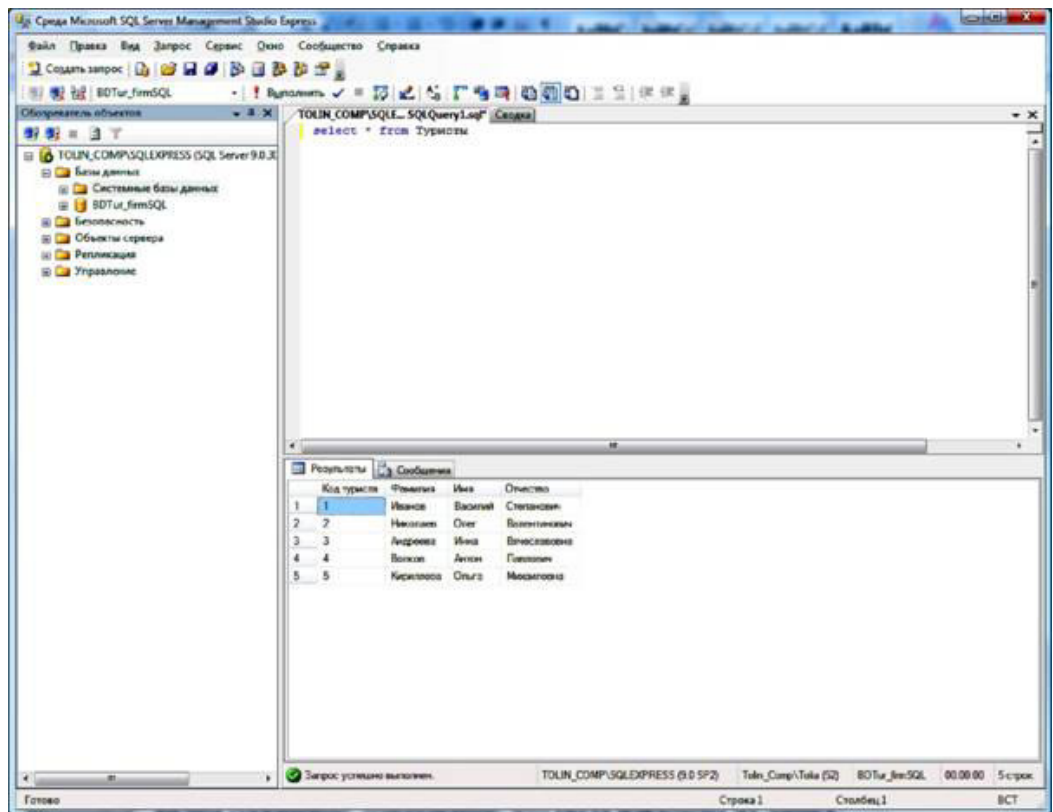 Среда Microsoft SQL Server Management Studio Express
Файл Правка Вид Запрос Сервис Окно Сообщество Справка
Создать запрос
BDTur_firmSQL Выполнить
Обозреватель объектов
TOLIN_COMP\SQLE... SQLQuery1.sql* Сводка
select * from Туристы
TOLIN_COMP\SQLEXPRESS (SQL Server 9.0.30
Базы данных
Системные базы данных
BDTur_firmSQL
Безопасность
Объекты сервера
Репликация
Управление
Результаты Сообщения
Код туриста Фамилия Имя Отчество
1 1 Иванов Василий Степанович
2 2 Николаев Олег Валентинович
3 3 Андреева Инна Вячеславовна
4 4 Волков Антон Павлович
5 5 Кириллова Ольга Михайловна
Запрос успешно выполнен. TOLIN_COMP\SQLEXPRESS (9.0 SP2) Tolin_Comp\Tolia (52) BDTur_firmSQL 00:00:00 5 строк
Готово Строка 1 Столбец 1 ВСТ